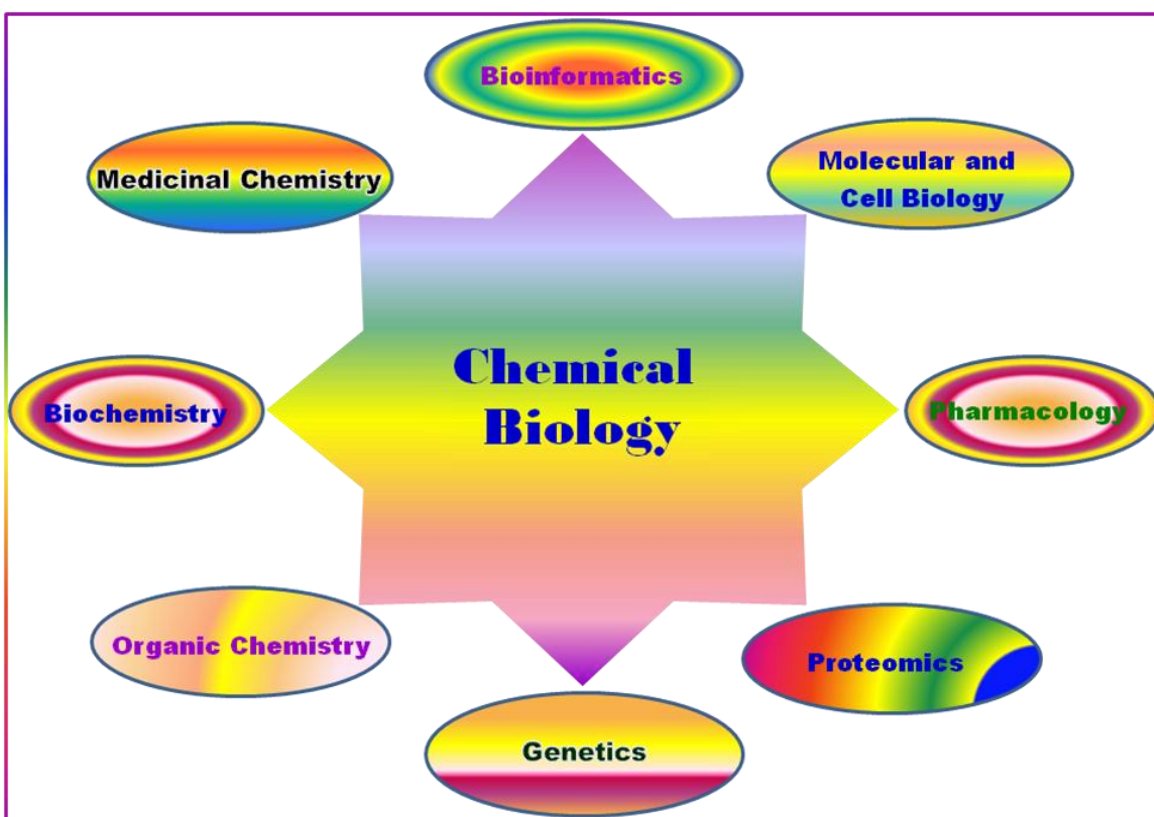 Bioinformatics
Medicinal Chemistry
Molecular and
Cell Biology
Chemical
Biology
Biochemistry
Pharmacology
Organic Chemistry
Proteomics
Genetics